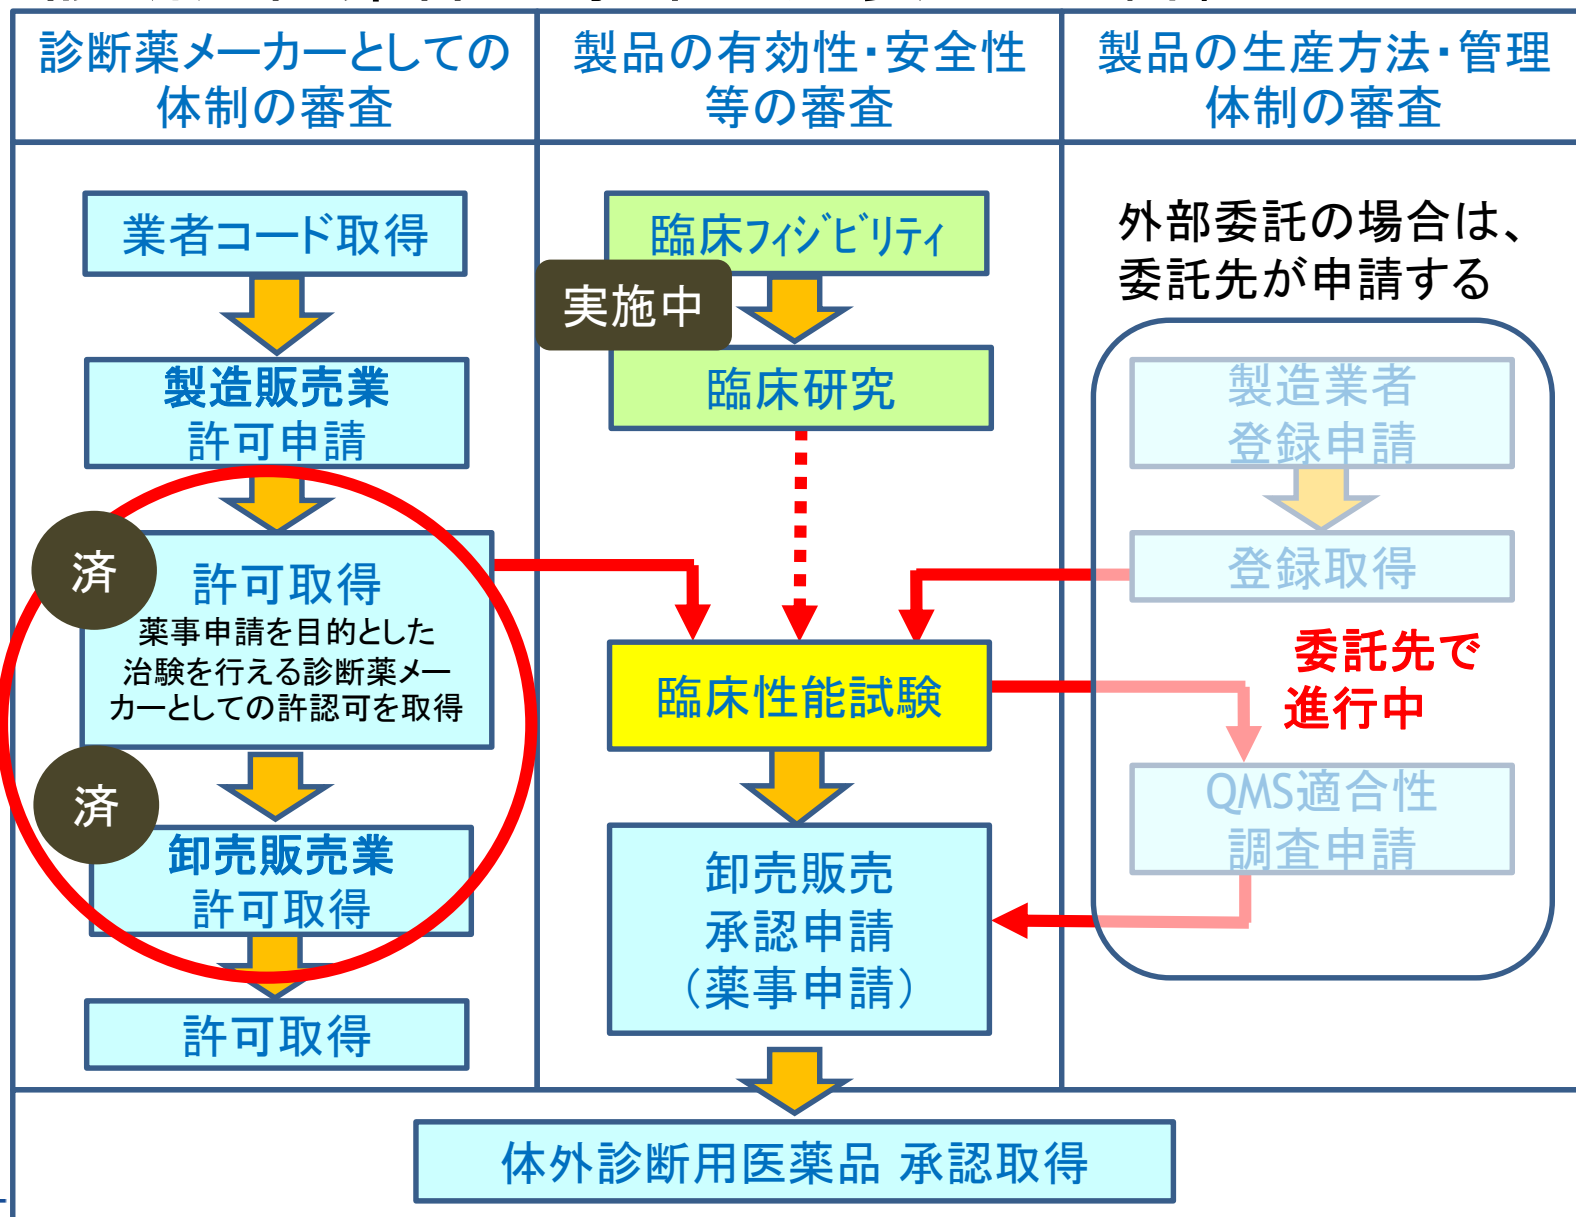 診断薬メーカーとしての
体制の審査
製品の有効性・安全性
等の審査
製品の生産方法・管理
体制の審査
業者コード取得
製造販売業
許可申請
済
許可取得
薬事申請を目的とした
治験を行える診断薬メー
カーとしての許認可を取得
済
卸売販売業
許可取得
許可取得
臨床フィジビリティ
実施中
臨床研究
臨床性能試験
卸売販売
承認申請
（薬事申請）
外部委託の場合は、
委託先が申請する
製造業者
登録申請
登録取得
委託先で
進行中
QMS適合性
調査申請
体外診断用医薬品 承認取得